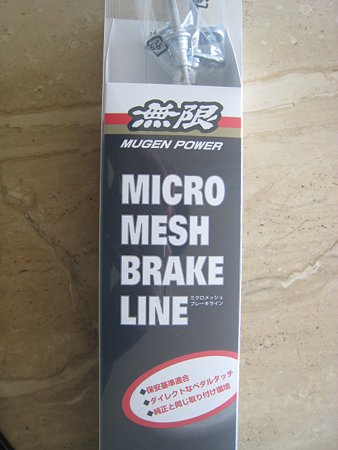 無限
MUGEN POWER
MICRO
MESH
BRAKE
LINE
ミクロメッシュ
ブレーキライン
●保安基準適合
●ダイレクトなペダルタッチ
●純正と同じ取り付け環境